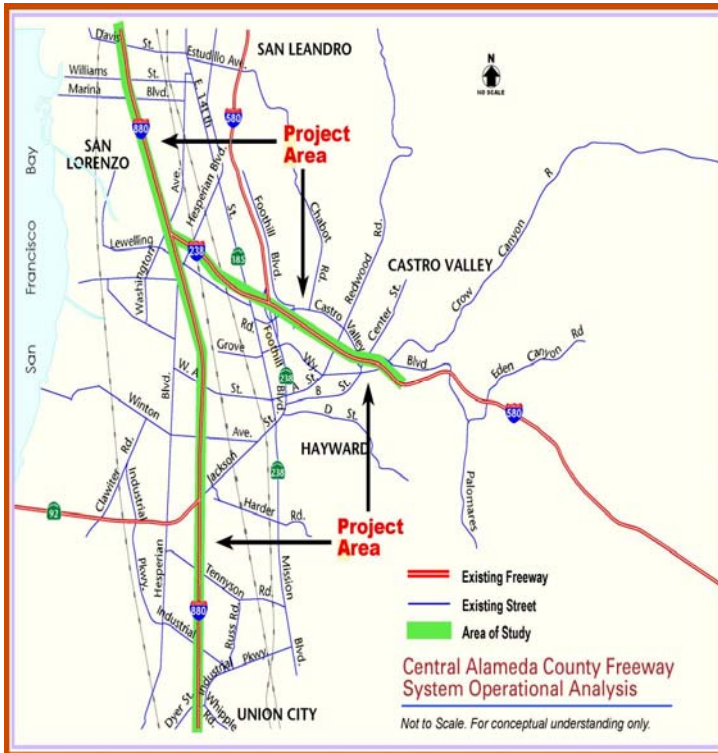 Davis St.
SAN LEANDRO
Estudillo Ave.
Williams St.
Marina Blvd.
N
NO SCALE
E. 14th St.
580
880
Project
Area
SAN
LORENZO
Hesperian Blvd.
Ave.
Washington
Foothill
Blvd.
Chabot
Rd.
Redwood Rd.
Crow Canyon R
San Francisco Bay
Lewelling
238
185
CASTRO VALLEY
Center St.
Castro
Valley
Blvd.
Eden Canyon Rd
Rd.
Grove
Wy.
Foothill
Blvd.
238
A St.
B St.
D St.
W. A St.
Winton
Ave.
Blvd.
580
HAYWARD
Jackson St.
238
Palomares
Clawiter Rd.
Industrial
Pkwy.
Hesperian
92
Harder Rd.
Project
Area
Mission
Blvd.
Tennyson Rd.
880
Industrial
Russ Rd.
Industrial Pkwy.
Dyer St.
Whipple
Rd.
UNION CITY
Existing Freeway
Existing Street
Area of Study
Central Alameda County Freeway
System Operational Analysis
Not to Scale. For conceptual understanding only.